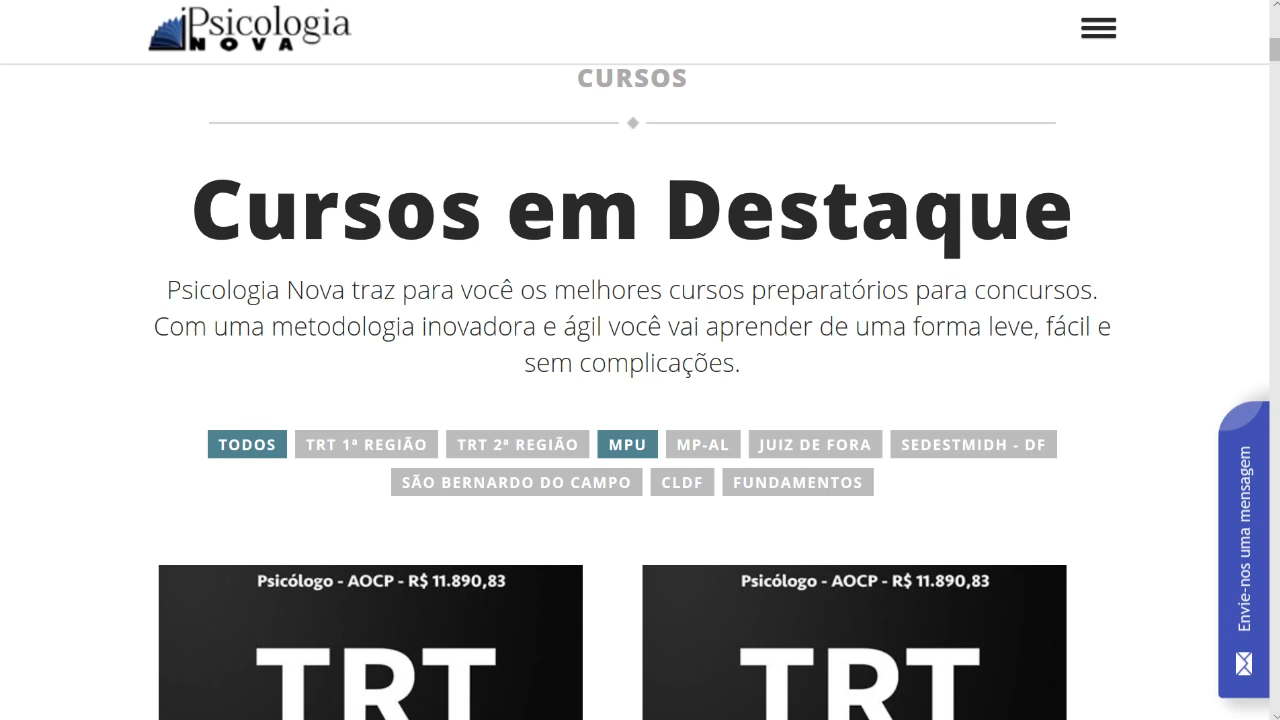 Psicologia
NOVA
CURSOS
Cursos em Destaque
Psicologia Nova traz para você os melhores cursos preparatórios para concursos.
Com uma metodologia inovadora e ágil você vai aprender de uma forma leve, fácil e
sem complicações.
TODOS TRT 1ª REGIÃO TRT 2ª REGIÃO MPU MP-AL JUIZ DE FORA SEDESTMIDH - DF
SÃO BERNARDO DO CAMPO CLDF FUNDAMENTOS
Envie-nos uma mensagem
Psicólogo - AOCP - R$ 11.890,83
TRT
Psicólogo - AOCP - R$ 11.890,83
TRT